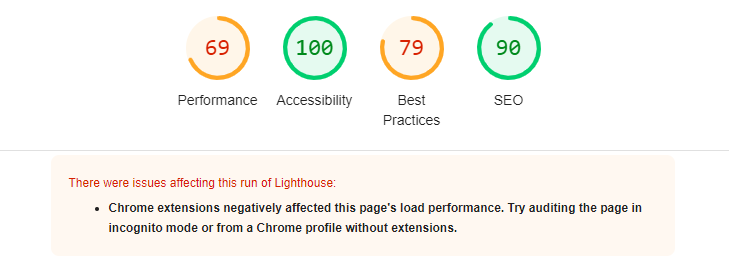 69 100 79 90
Performance Accessibility Best Practices SEO
There were issues affecting this run of Lighthouse:
• Chrome extensions negatively affected this page's load performance. Try auditing the page in
incognito mode or from a Chrome profile without extensions.